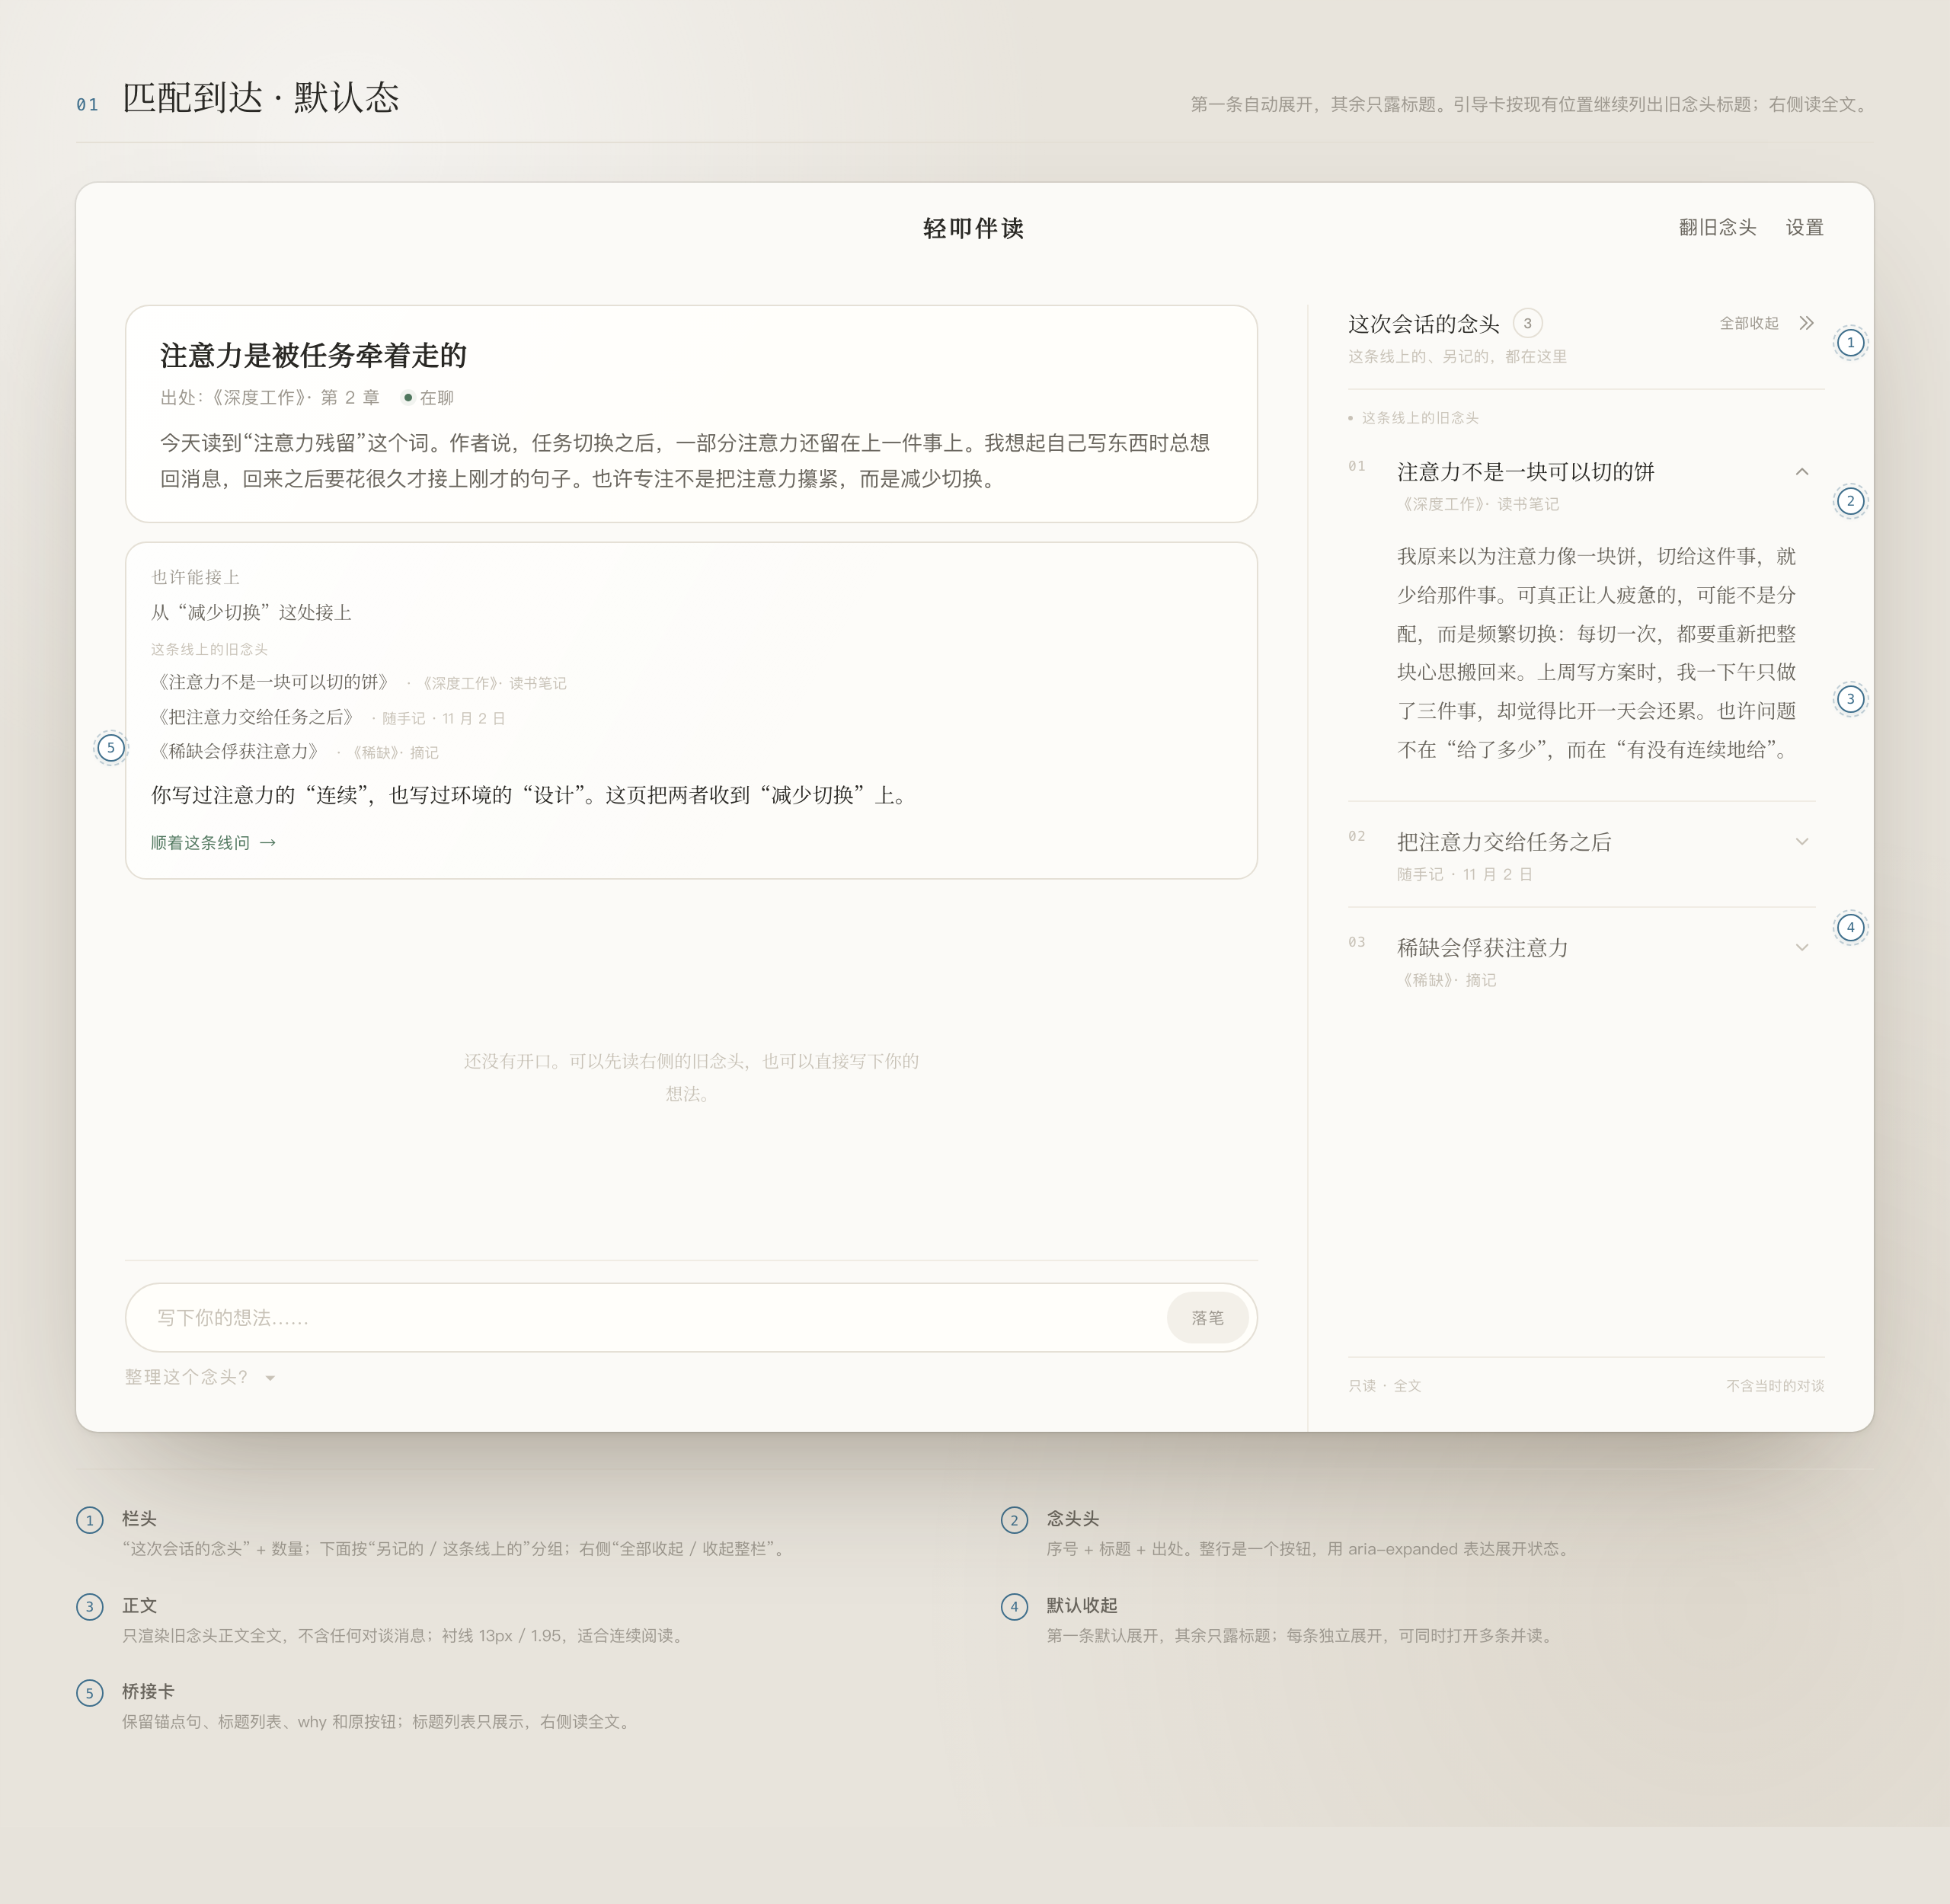 01 匹配到达 · 默认态
第一条自动展开，其余只露标题。引导卡按现有位置继续列出旧念头标题；右侧读全文。
轻叩伴读
翻旧念头 设置
注意力是被任务牵着走的
出处：《深度工作》· 第 2 章 在聊
今天读到“注意力残留”这个词。作者说，任务切换之后，一部分注意力还留在上一件事上。我想起自己写东西时总想
回消息，回来之后要花很久才接上刚才的句子。也许专注不是把注意力攥紧，而是减少切换。
也许能接上
从“减少切换”这处接上
这条线上的旧念头
《注意力不是一块可以切的饼》 · 《深度工作》· 读书笔记
《把注意力交给任务之后》 · 随手记 · 11 月 2 日
《稀缺会俘获注意力》 · 《稀缺》· 摘记
5
你写过注意力的“连续”，也写过环境的“设计”。这页把两者收到“减少切换”上。
顺着这条线问 →
还没有开口。可以先读右侧的旧念头，也可以直接写下你的
想法。
写下你的想法……
落笔
整理这个念头？
这次会话的念头 3 全部收起
1
这条线上的、另记的，都在这里
• 这条线上的旧念头
01 注意力不是一块可以切的饼
《深度工作》· 读书笔记
2
我原来以为注意力像一块饼，切给这件事，就
少给那件事。可真正让人疲惫的，可能不是分
配，而是频繁切换：每切一次，都要重新把整
块心思搬回来。上周写方案时，我一下午只做
了三件事，却觉得比开一天会还累。也许问题
不在“给了多少”，而在“有没有连续地给”。
3
02 把注意力交给任务之后
随手记 · 11 月 2 日
4
03 稀缺会俘获注意力
《稀缺》· 摘记
只读 · 全文
不含当时的对谈
1 栏头
“这次会话的念头” + 数量；下面按“另记的 / 这条线上的”分组；右侧“全部收起 / 收起整栏”。
2 念头头
序号 + 标题 + 出处。整行是一个按钮，用 aria-expanded 表达展开状态。
3 正文
只渲染旧念头正文全文，不含任何对谈消息；衬线 13px / 1.95，适合连续阅读。
4 默认收起
第一条默认展开，其余只露标题；每条独立展开，可同时打开多条并读。
5 桥接卡
保留锚点句、标题列表、why 和原按钮；标题列表只展示，右侧读全文。